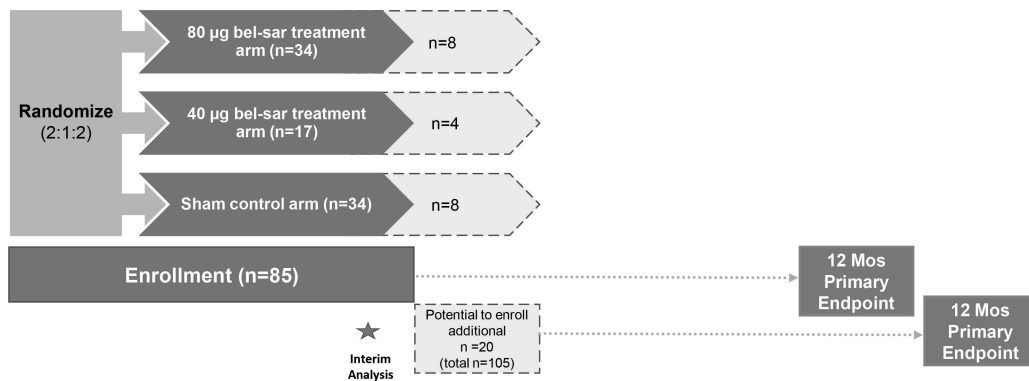 Randomize
(2:1:2)
80 µg bel-sar treatment
arm (n=34)
n=8
40 µg bel-sar treatment
arm (n=17)
n=4
Sham control arm (n=34)
n=8
Enrollment (n=85)
12 Mos
Primary
Endpoint
Interim
Analysis
Potential to enroll
additional
n =20
(total n=105)
12 Mos
Primary
Endpoint